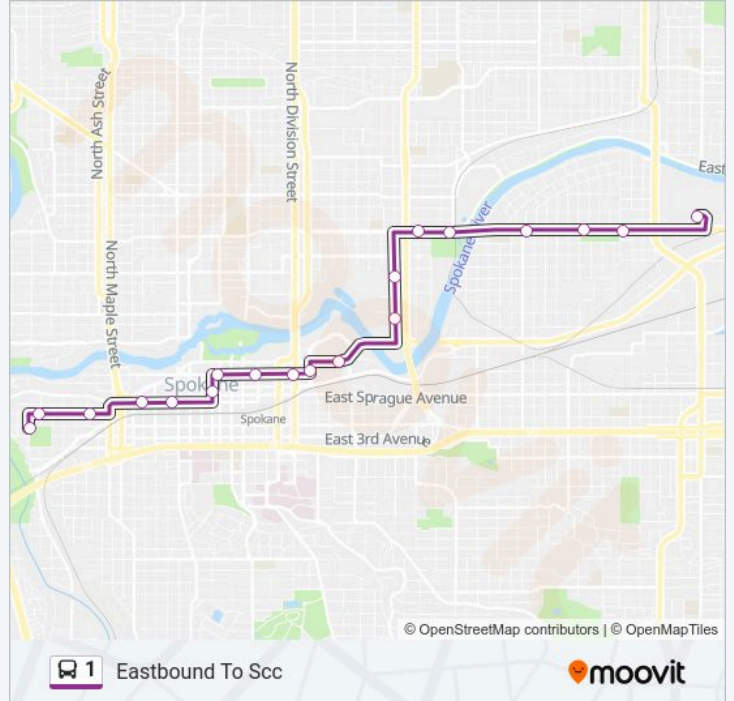 North Ash Street
North Division Street
East
Spokane River
North Maple Street
Spokane
East Sprague Avenue
Spokane
East 3rd Avenue
© OpenStreetMap contributors | © OpenMapTiles
1 Eastbound To Scc
moovit